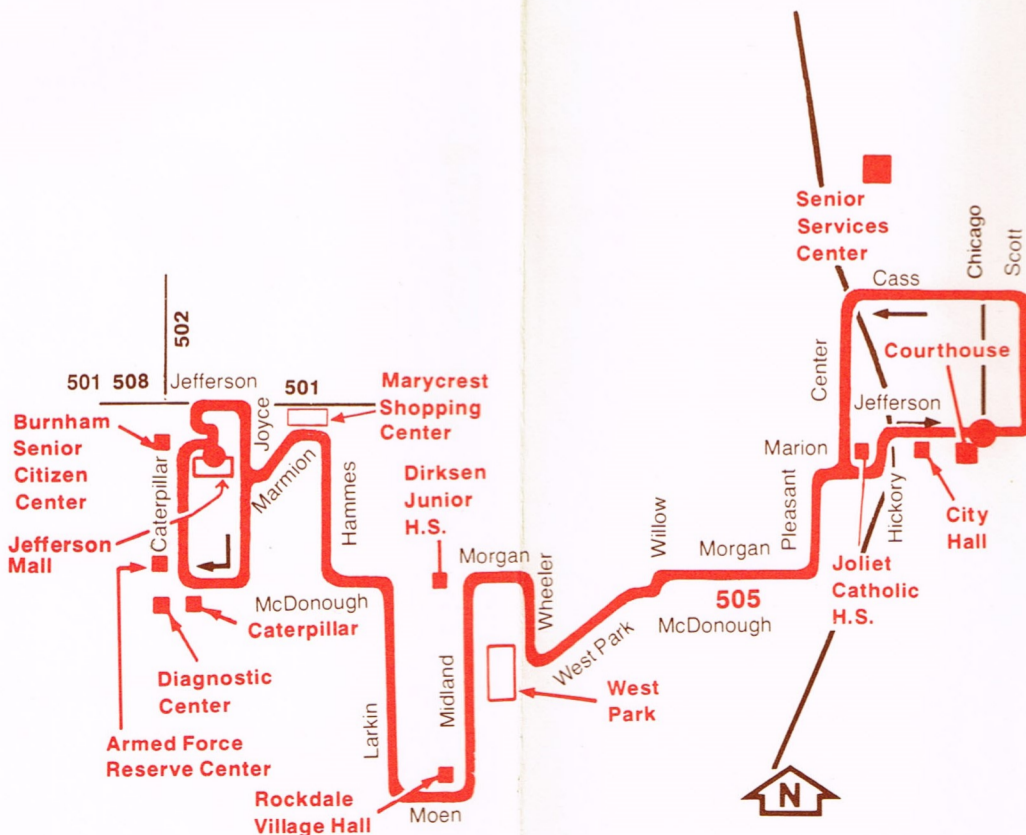 Senior
Services
Center
Chicago
Scott
Cass
Center
Courthouse
Jefferson
Marion
Pleasant
Hickory
City
Hall
Joliet
Catholic
H.S.
502
501 508
Jefferson
501
Marycrest
Shopping
Center
Joyce
Burnham
Senior
Citizen
Center
Caterpillar
Marmion
Hammes
Dirksen
Junior
H.S.
Jefferson
Mall
Morgan
Wheeler
Willow
Morgan
505
McDonough
McDonough
Caterpillar
West Park
Diagnostic
Center
Larkin
Midland
West
Park
Armed Force
Reserve Center
Rockdale
Village Hall
Moen
N